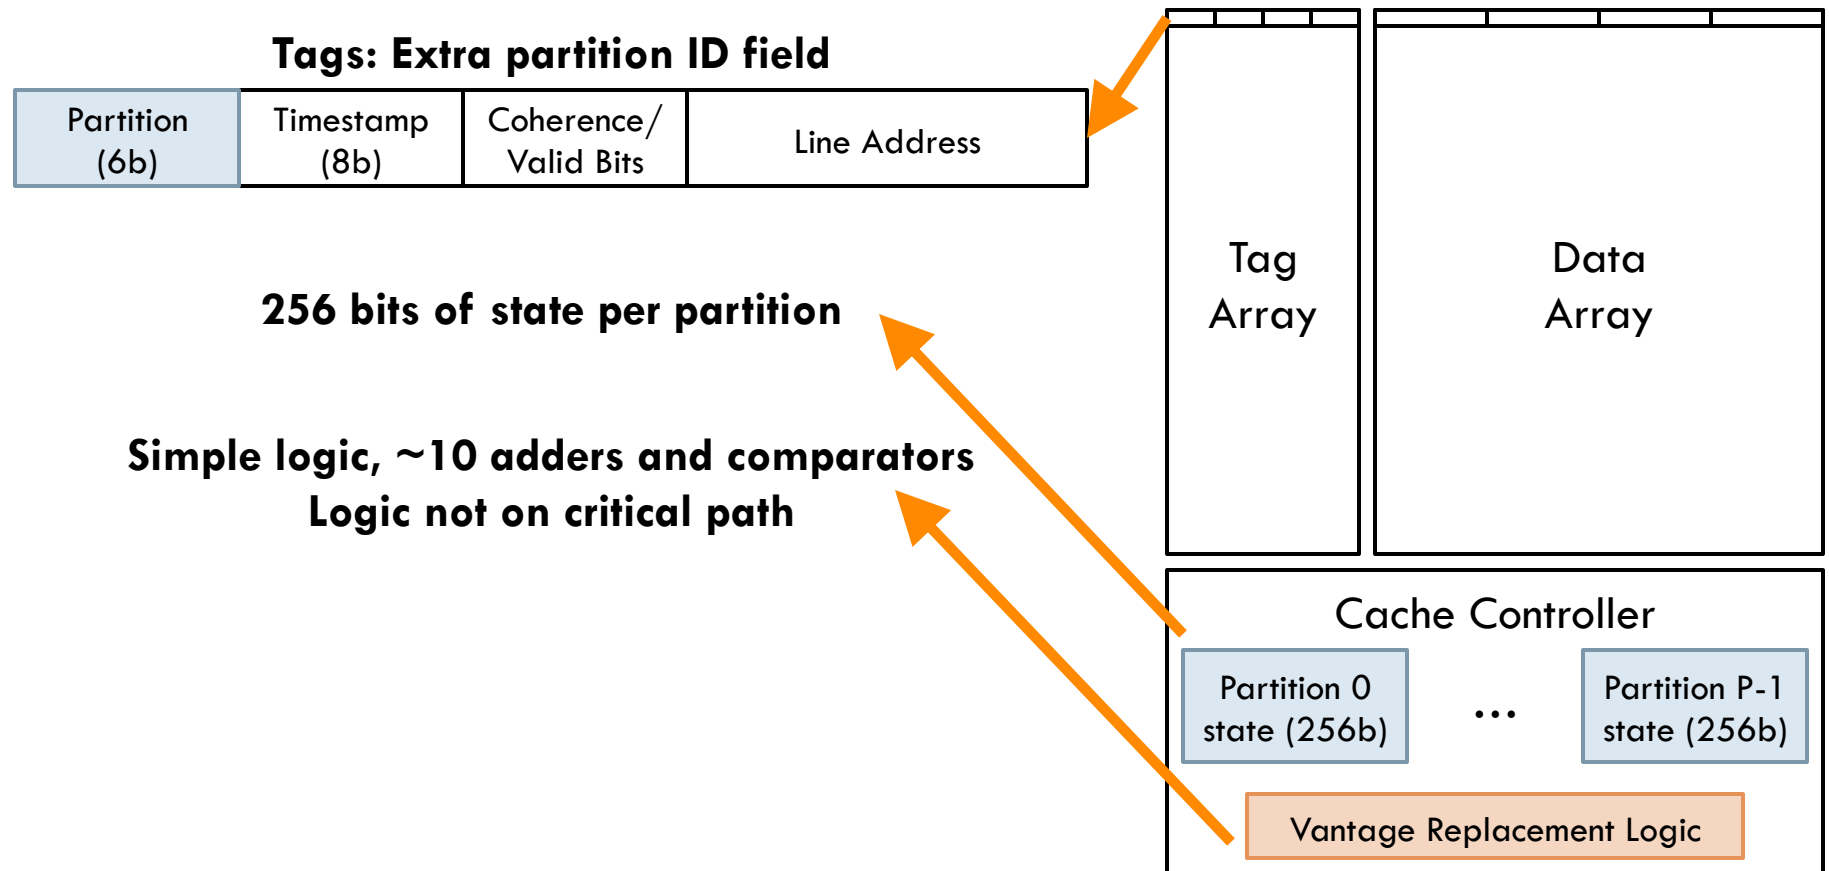 Tags: Extra partition ID field
Partition
(6b)
Timestamp
(8b)
Coherence/
Valid Bits
Line Address
Tag
Array
Data
Array
256 bits of state per partition
Simple logic, ~10 adders and comparators
Logic not on critical path
Cache Controller
Partition 0
state (256b)
...
Partition P-1
state (256b)
Vantage Replacement Logic